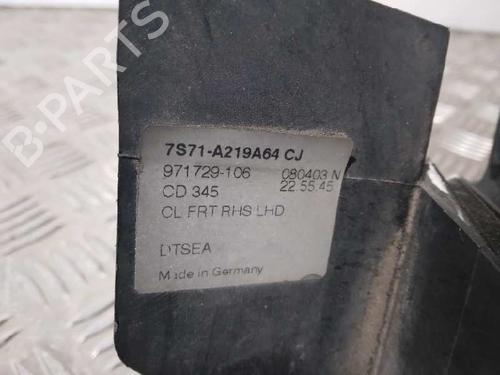 7S71-A219A64 CJ
971729-106 080403 N
CD 345 22:55:45
CL FRT RHS LHD
DTSEA
Made in Germany
B-PARTS